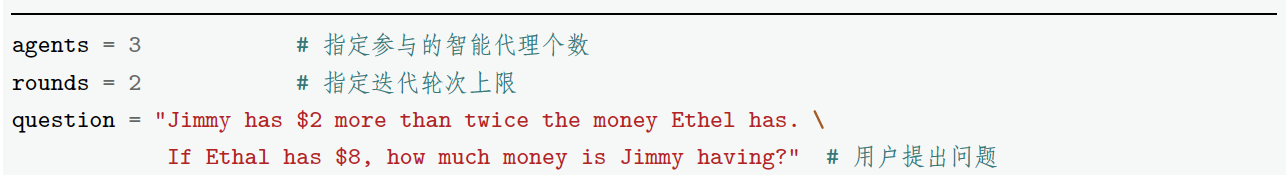 agents = 3 # 指定参与的智能代理个数
rounds = 2 # 指定迭代轮次上限
question = "Jimmy has $2 more than twice the money Ethel has. \
If Ethal has $8, how much money is Jimmy having?" # 用户提出问题